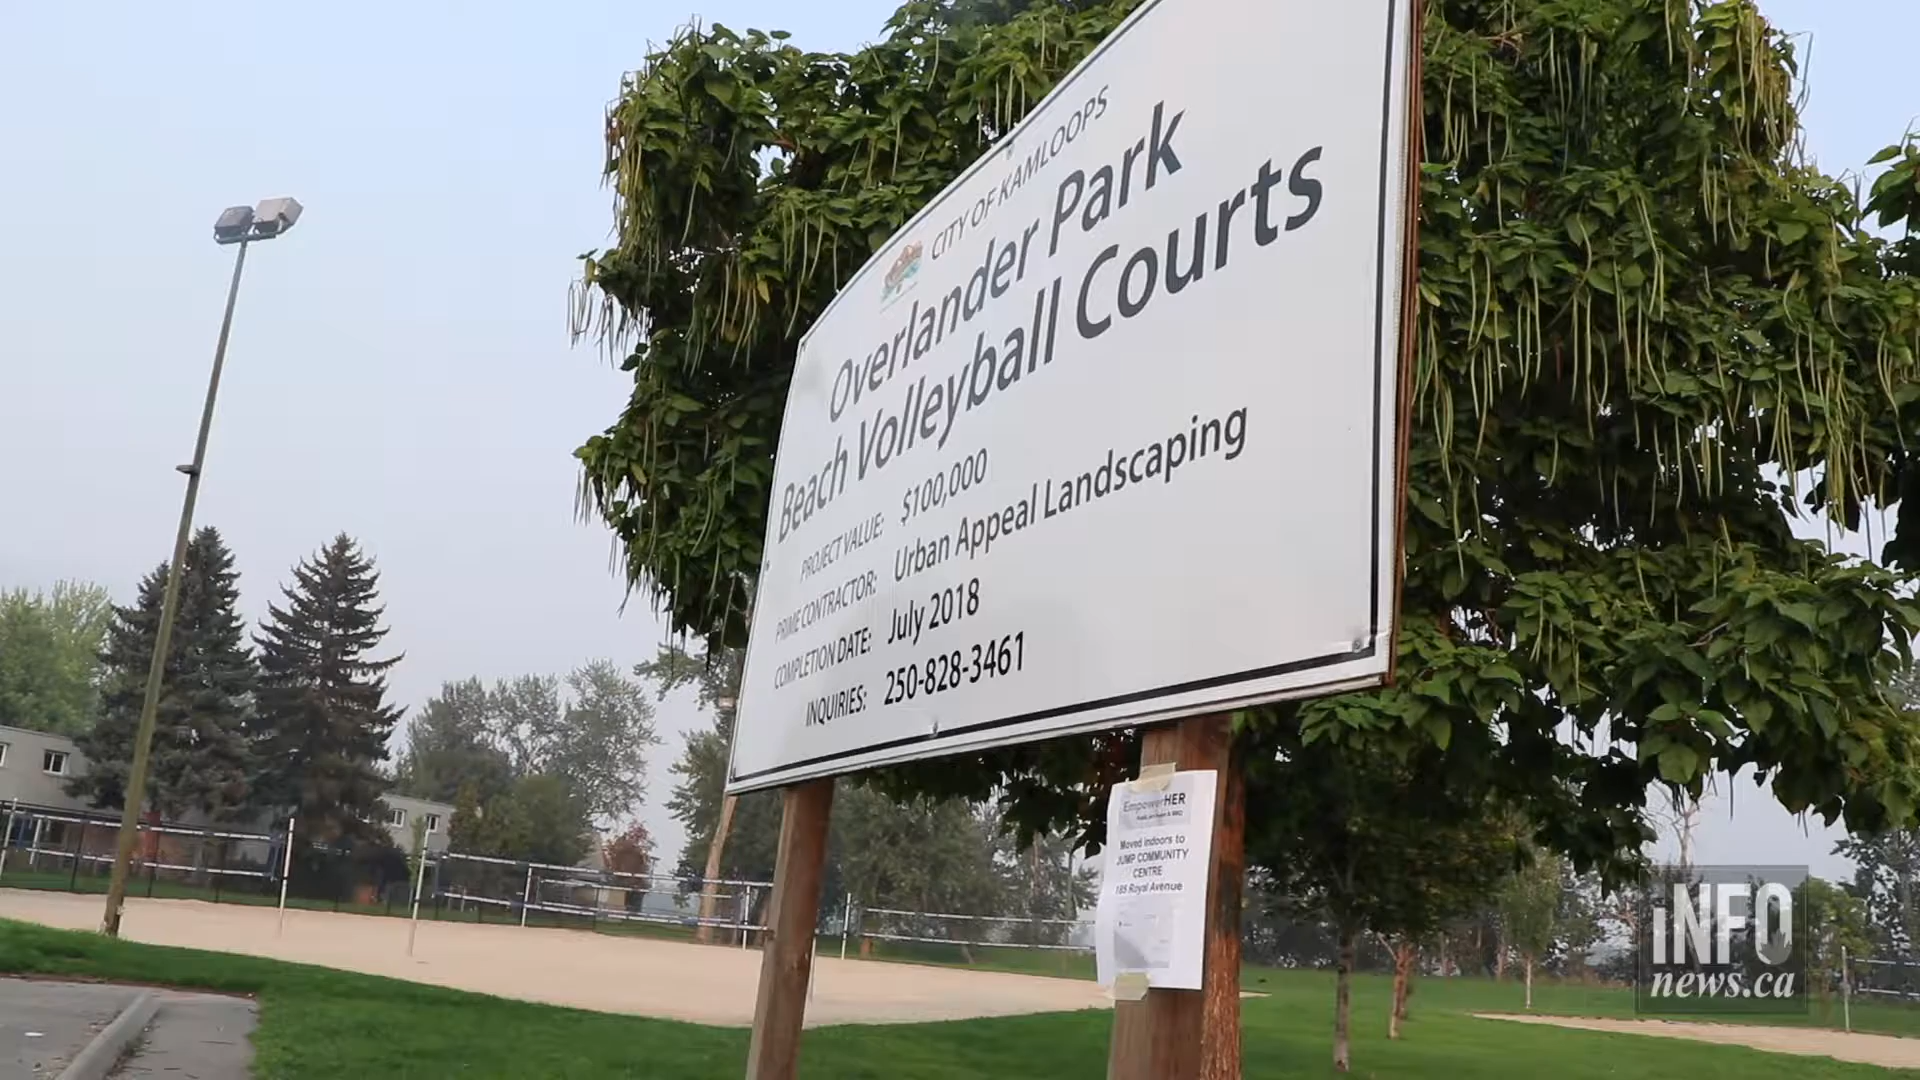 CITY OF KAMLOOPS
Overlander Park
Beach Volleyball Courts
PROJECT VALUE: $100,000
PRIME CONTRACTOR: Urban Appeal Landscaping
COMPLETION DATE: July 2018
INQUIRIES: 250-828-3461
EmpowerHER
Moved indoors to
JUMP COMMUNITY
CENTRE
185 Royal Avenue
iNFO
news.ca